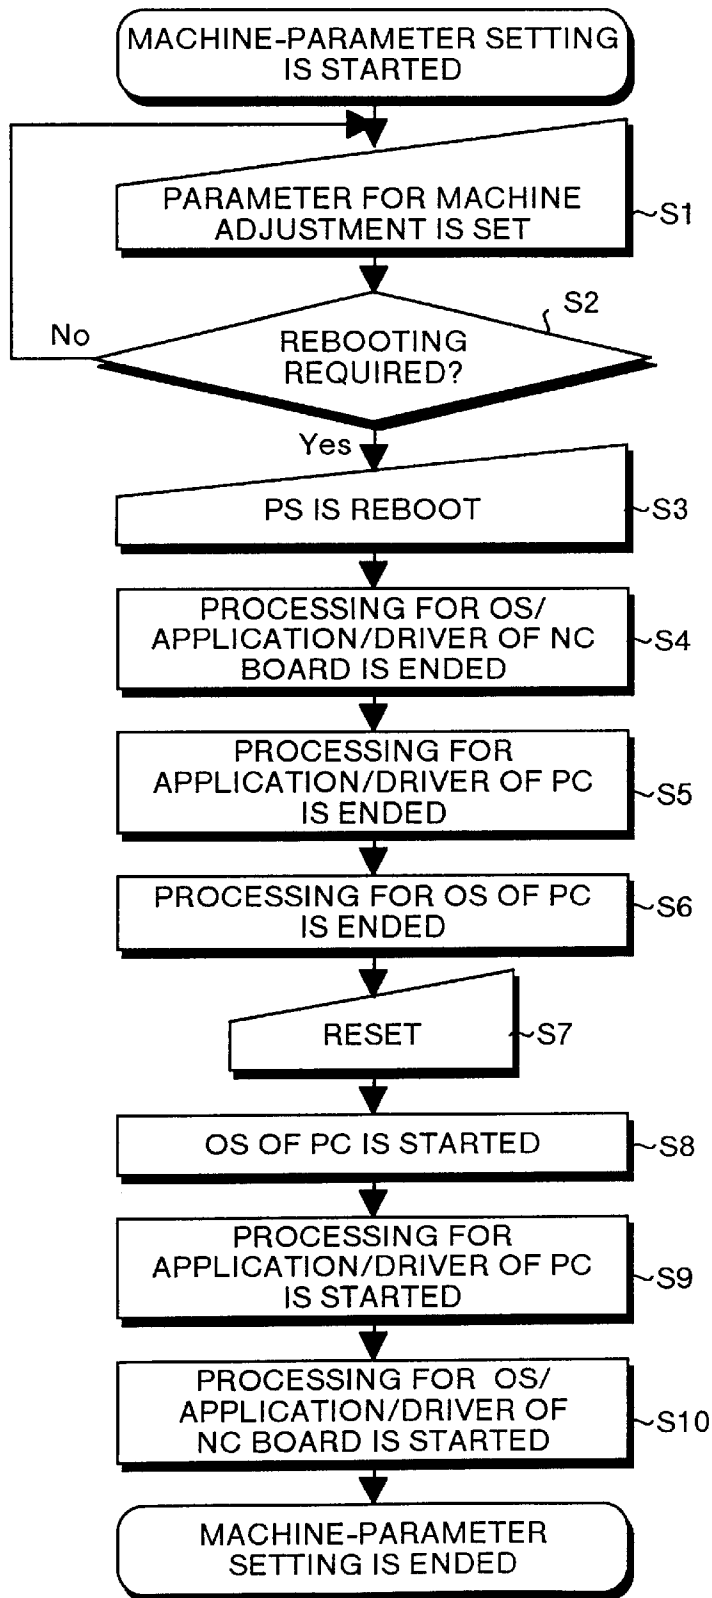 MACHINE-PARAMETER SETTING
IS STARTED
PARAMETER FOR MACHINE
ADJUSTMENT IS SET
S1
S2
No
REBOOTING
REQUIRED?
Yes
PS IS REBOOT
S3
PROCESSING FOR OS/
APPLICATION/DRIVER OF NC
BOARD IS ENDED
S4
PROCESSING FOR
APPLICATION/DRIVER OF PC
IS ENDED
S5
PROCESSING FOR OS OF PC
IS ENDED
S6
RESET
S7
OS OF PC IS STARTED
S8
PROCESSING FOR
APPLICATION/DRIVER OF PC
IS STARTED
S9
PROCESSING FOR OS/
APPLICATION/DRIVER OF
NC BOARD IS STARTED
S10
MACHINE-PARAMETER
SETTING IS ENDED